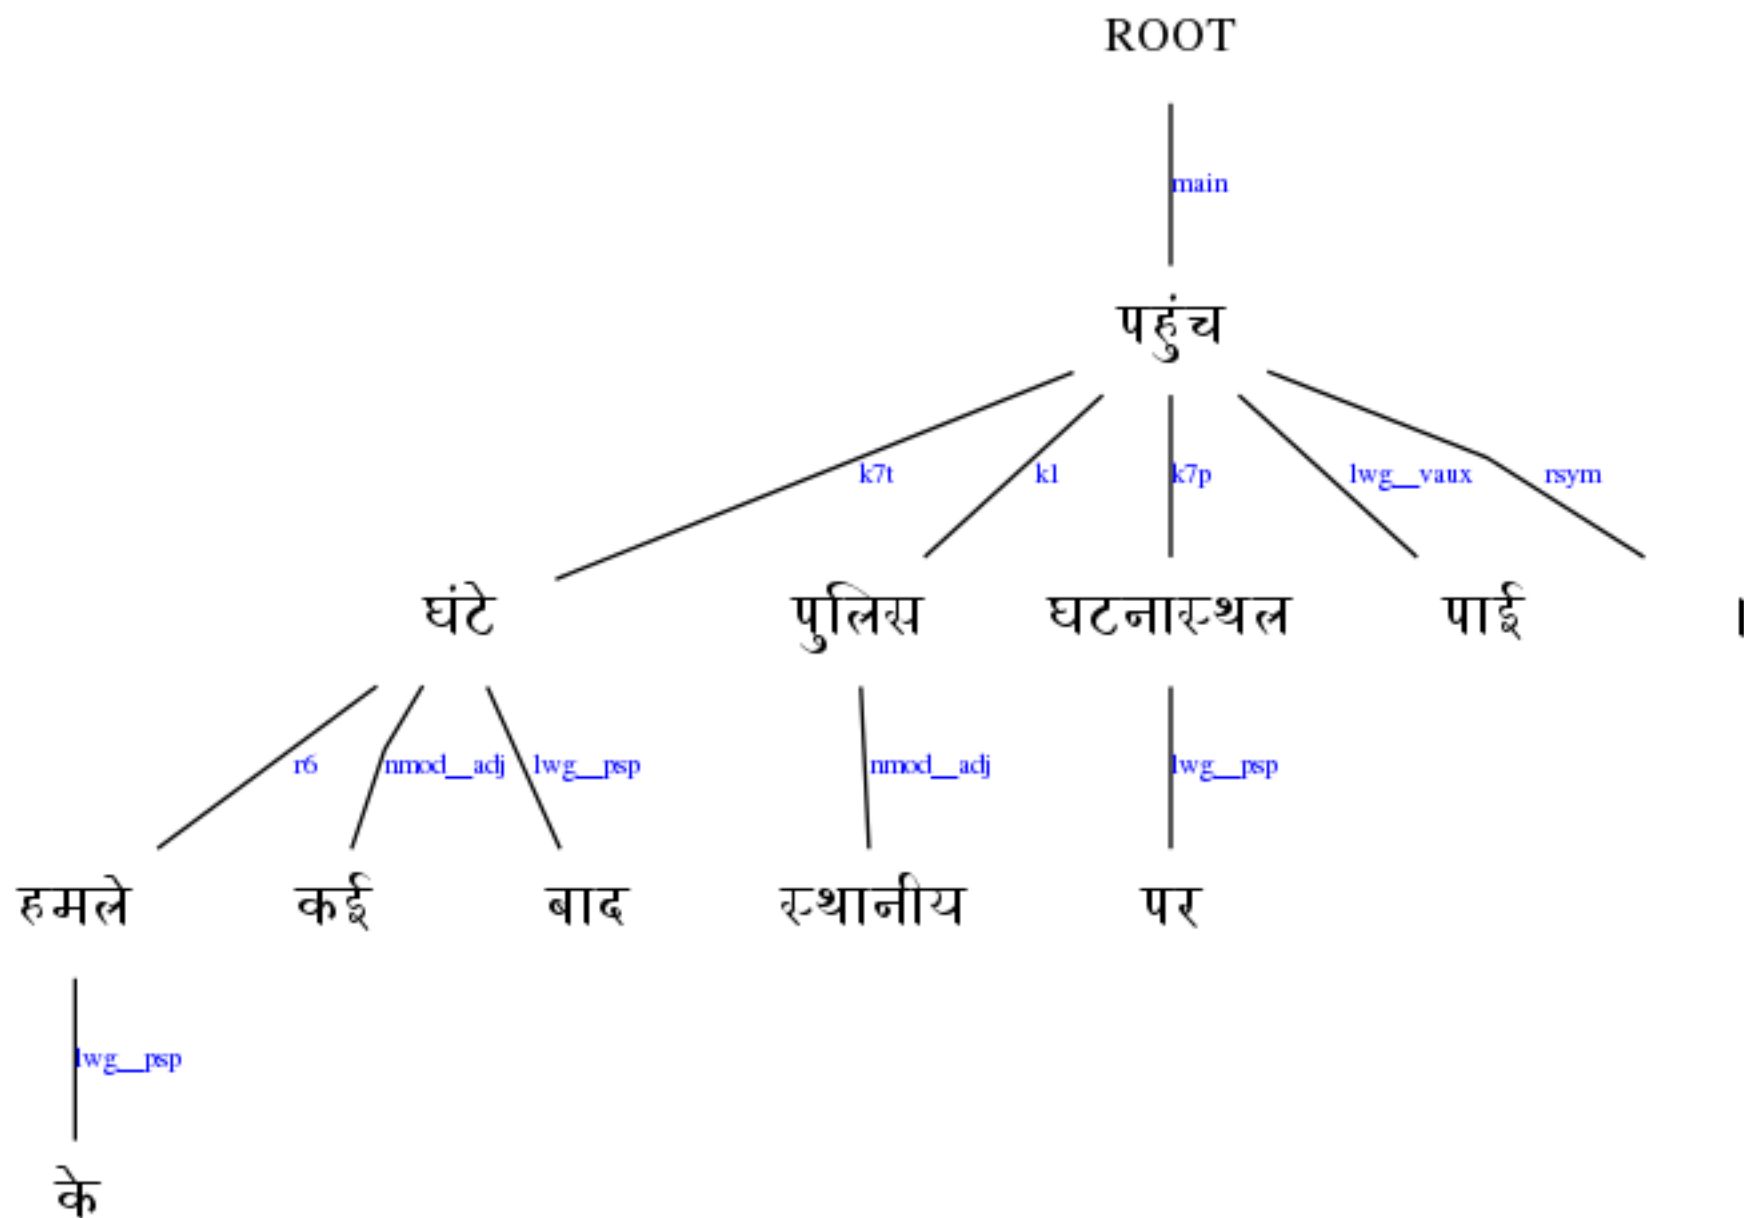 ROOT
main
पहुंच
k7t k1 k7p lwg__vaux rsym
घंटे पुलिस घटनास्थल पाई ।
r6 nmod__adj lwg__psp nmod__adj lwg__psp
हमले कई बाद स्थानीय पर
lwg__psp
के